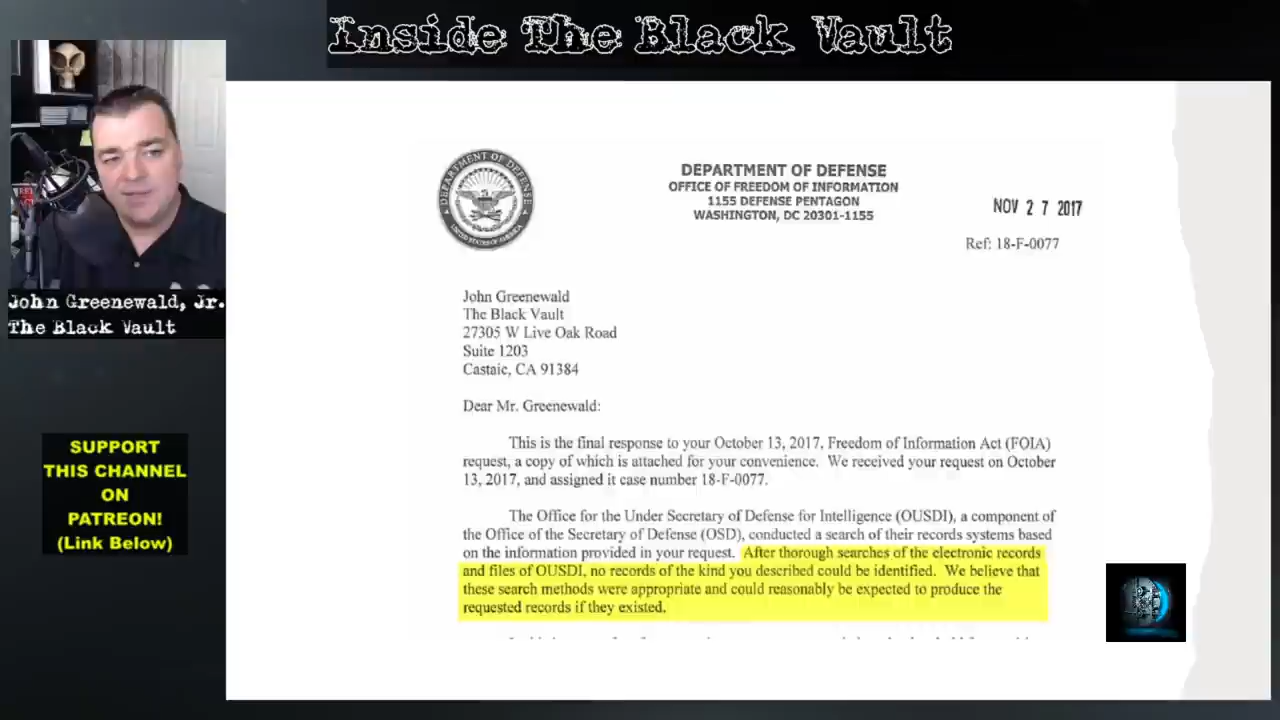 Inside The Black Vault
John Greenewald, Jr.
The Black Vault
SUPPORT
THIS CHANNEL
ON
PATREON!
(Link Below)
DEPARTMENT OF DEFENSE
UNITED STATES OF AMERICA
DEPARTMENT OF DEFENSE
OFFICE OF FREEDOM OF INFORMATION
1155 DEFENSE PENTAGON
WASHINGTON, DC 20301-1155
NOV 27 2017
Ref: 18-F-0077
John Greenewald
The Black Vault
27305 W Live Oak Road
Suite 1203
Castaic, CA 91384
Dear Mr. Greenewald:
This is the final response to your October 13, 2017, Freedom of Information Act (FOIA)
request, a copy of which is attached for your convenience. We received your request on October
13, 2017, and assigned it case number 18-F-0077.
The Office for the Under Secretary of Defense for Intelligence (OUSDI), a component of
the Office of the Secretary of Defense (OSD), conducted a search of their records systems based
on the information provided in your request. After thorough searches of the electronic records
and files of OUSDI, no records of the kind you described could be identified. We believe that
these search methods were appropriate and could reasonably be expected to produce the
requested records if they existed.